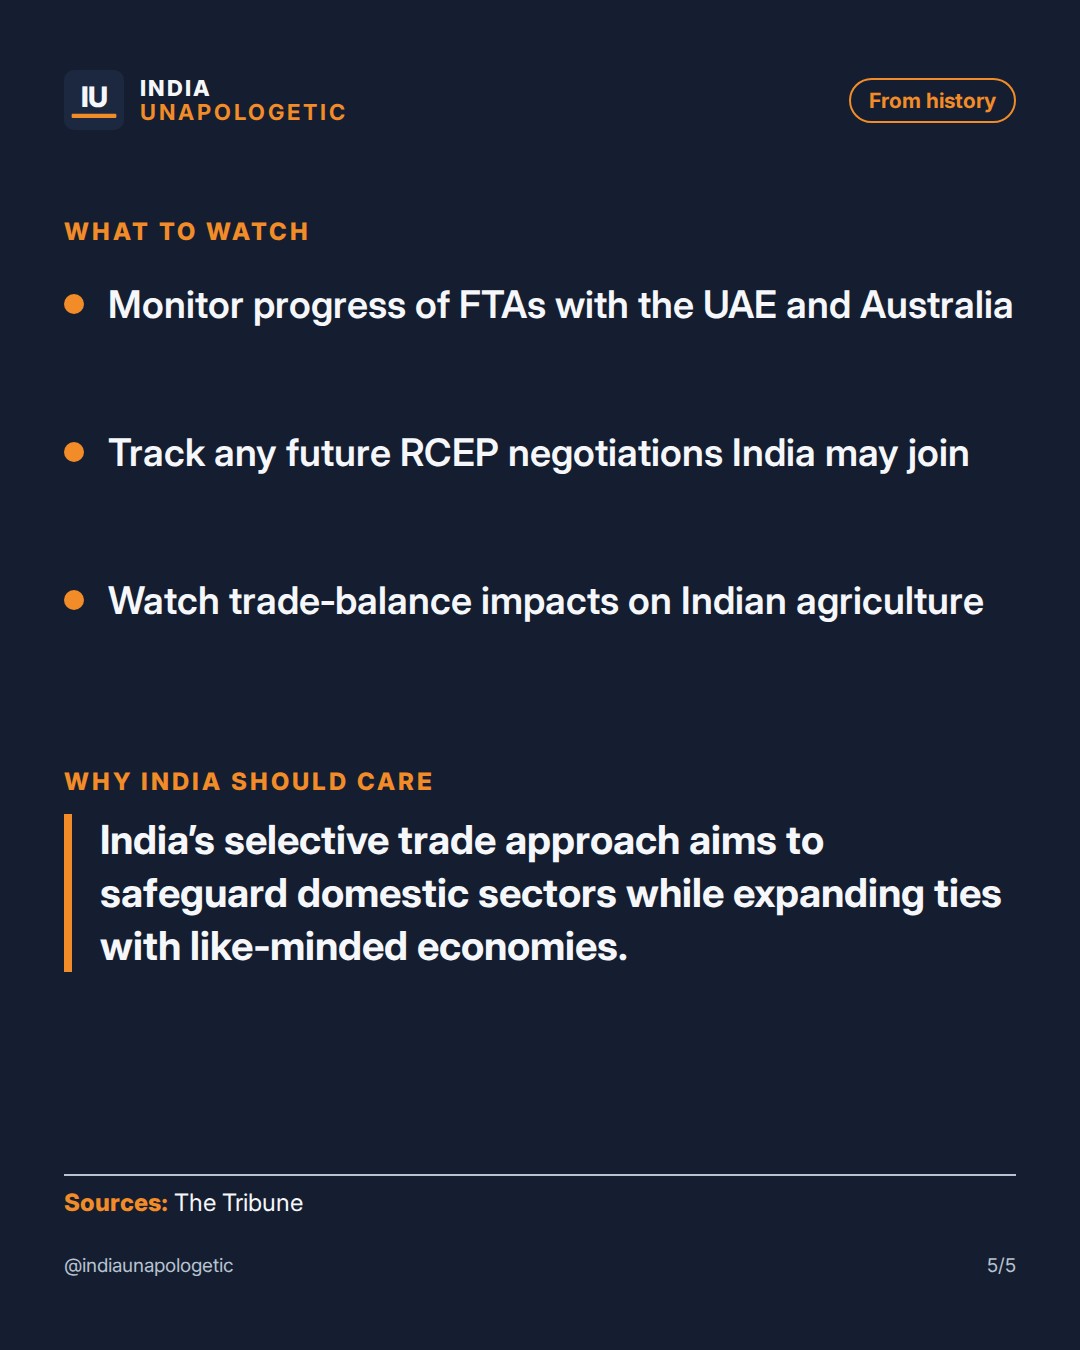 IU
INDIA
UNAPOLOGETIC
From history
WHAT TO WATCH
Monitor progress of FTAs with the UAE and Australia
Track any future RCEP negotiations India may join
Watch trade-balance impacts on Indian agriculture
WHY INDIA SHOULD CARE
India’s selective trade approach aims to
safeguard domestic sectors while expanding ties
with like-minded economies.
Sources: The Tribune
@indiaunapologetic
5/5